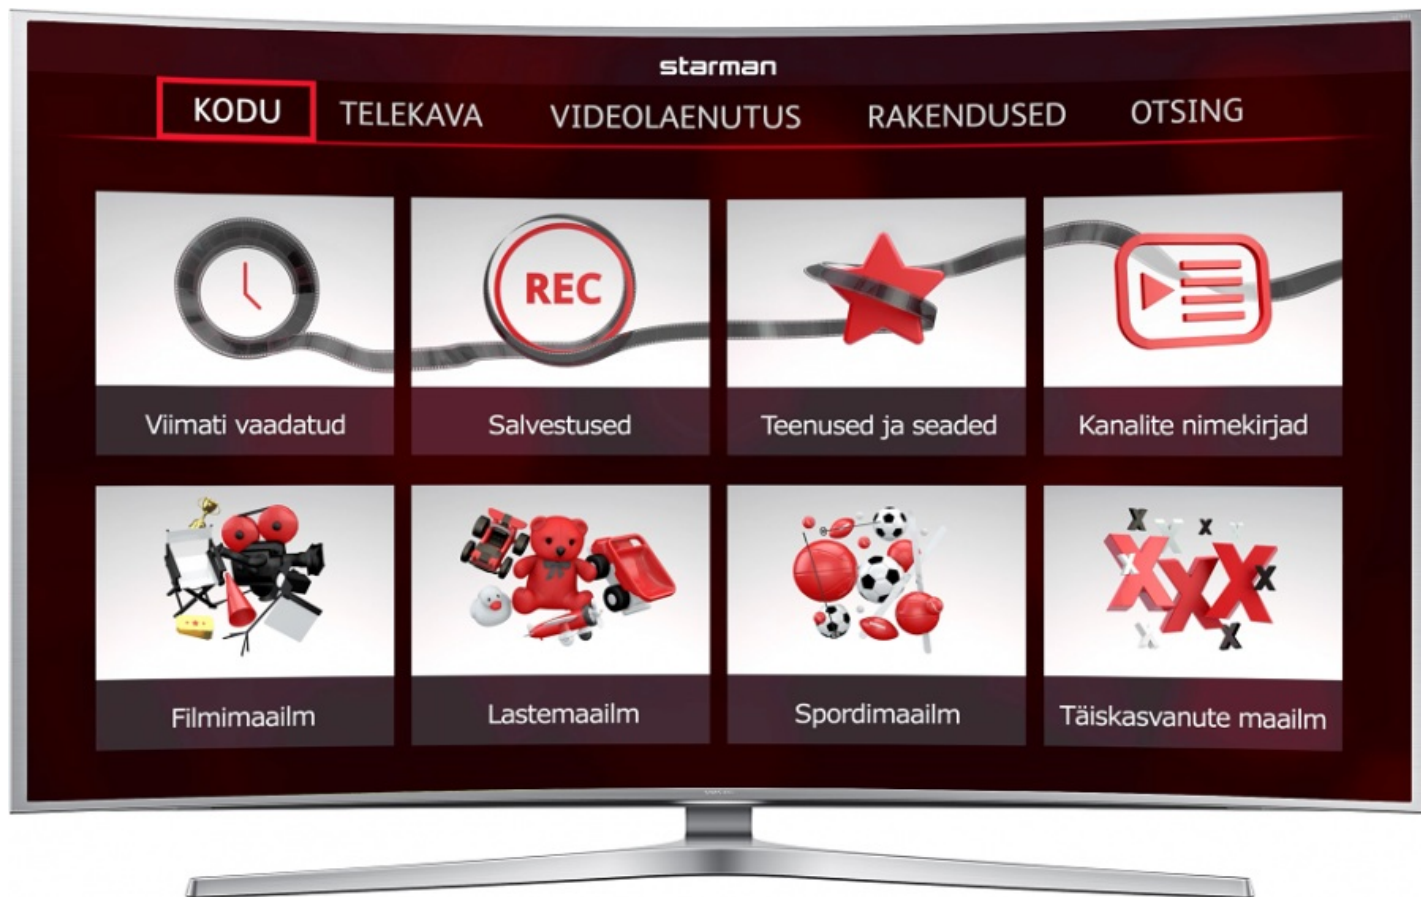 starman
KODU TELEKAVA VIDEOLAENUTUS RAKENDUSED OTSING
REC
Viimati vaadatud Salvestused Teenused ja seaded Kanalite nimekirjad
X X X X
XXX
X X
X X X
Filmimaailm Lastemaailm Spordimaailm Täiskasvanute maailm